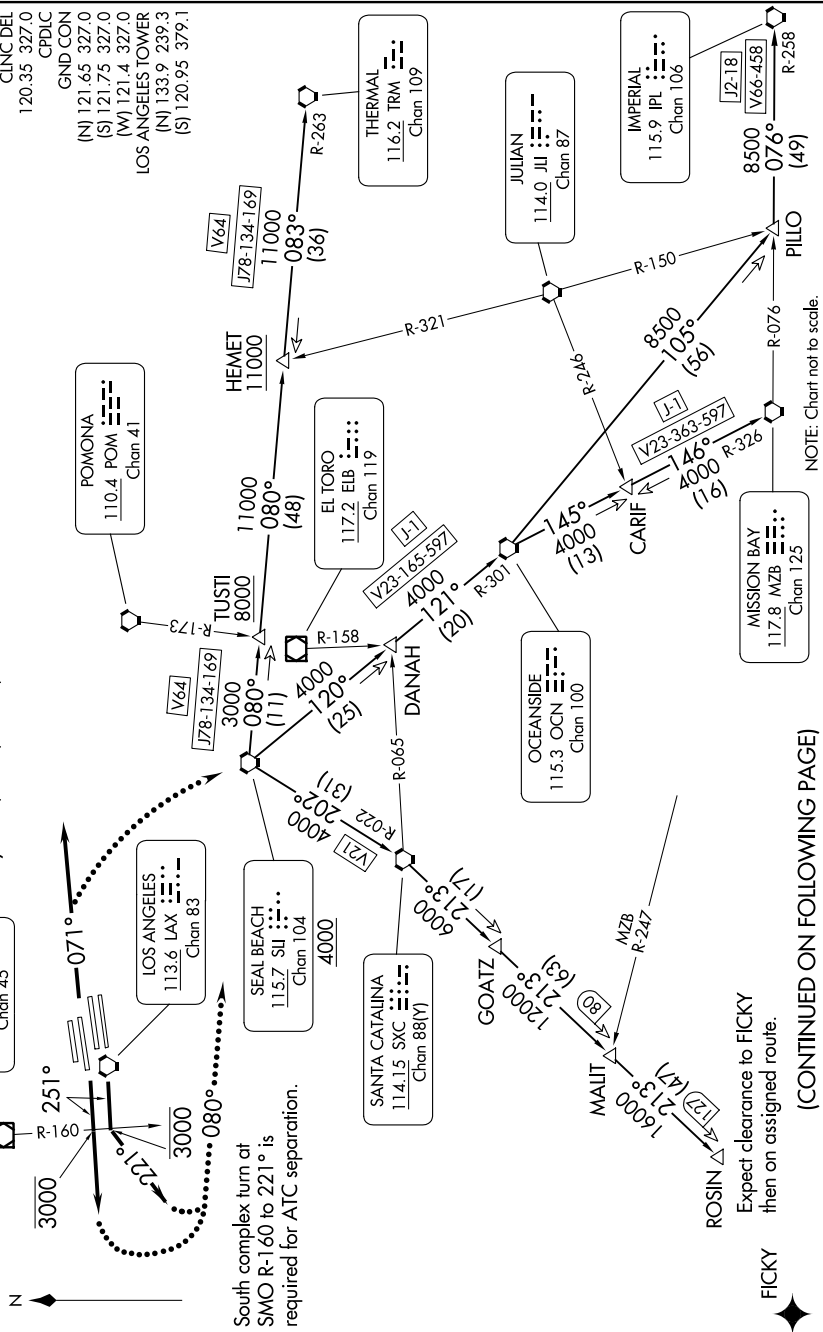 CLNC DEL
120.35 327.0
CPDLC
GND CON
(N) 121.65 327.0
(S) 121.75 327.0
(W) 121.4 327.0
LOS ANGELES TOWER
(N) 133.9 239.3
(S) 120.95 379.1
Chan 45
R-160
3000
251°
3000
221°
080°
071°
N
South complex turn at
SMO R-160 to 221° is
required for ATC separation.
LOS ANGELES
113.6 LAX
Chan 83
SEAL BEACH
115.7 SLI
Chan 104
4000
POMONA
110.4 POM
Chan 41
R-173
V64
J78-134-169
3000
080°
(11)
TUSTI
8000
11000
080°
(48)
HEMET
11000
V64
J78-134-169
11000
083°
(36)
R-263
THERMAL
116.2 TRM
Chan 109
EL TORO
117.2 ELB
Chan 119
R-158
4000
120°
(25)
DANAH
R-065
J-1
V23-165-597
4000
121°
(20)
R-301
OCEANSIDE
115.3 OCN
Chan 100
JULIAN
114.0 JLI
Chan 87
R-321
R-246
R-150
8500
105°
(56)
145°
4000
(13)
CARIF
J-1
V23-363-597
146°
4000
(16)
R-326
MISSION BAY
117.8 MZB
Chan 125
R-076
PILLO
8500
076°
(49)
J2-18
V66-458
R-258
IMPERIAL
115.9 IPL
Chan 106
4000
202°
(31)
V21
R-022
SANTA CATALINA
114.15 SXC
Chan 88(Y)
6000
213°
(17)
GOATZ
12000
213°
(63)
80
MALIT
MZB
R-247
16000
213°
(47)
127
ROSIN
FICKY
Expect clearance to FICKY
then on assigned route.
NOTE: Chart not to scale.
(CONTINUED ON FOLLOWING PAGE)